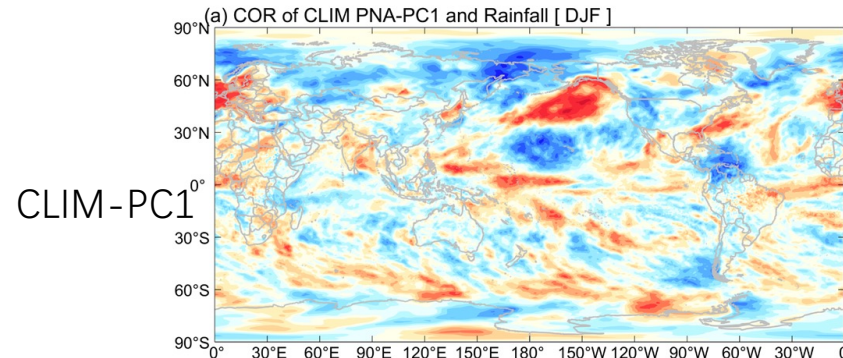 (a) COR of CLIM PNA-PC1 and Rainfall [ DJF ]
90°N
60°N
30°N
CLIM-PC1
0°
30°S
60°S
90°S
0° 30°E 60°E 90°E 120°E 150°E 180° 150°W 120°W 90°W 60°W 30°W 0